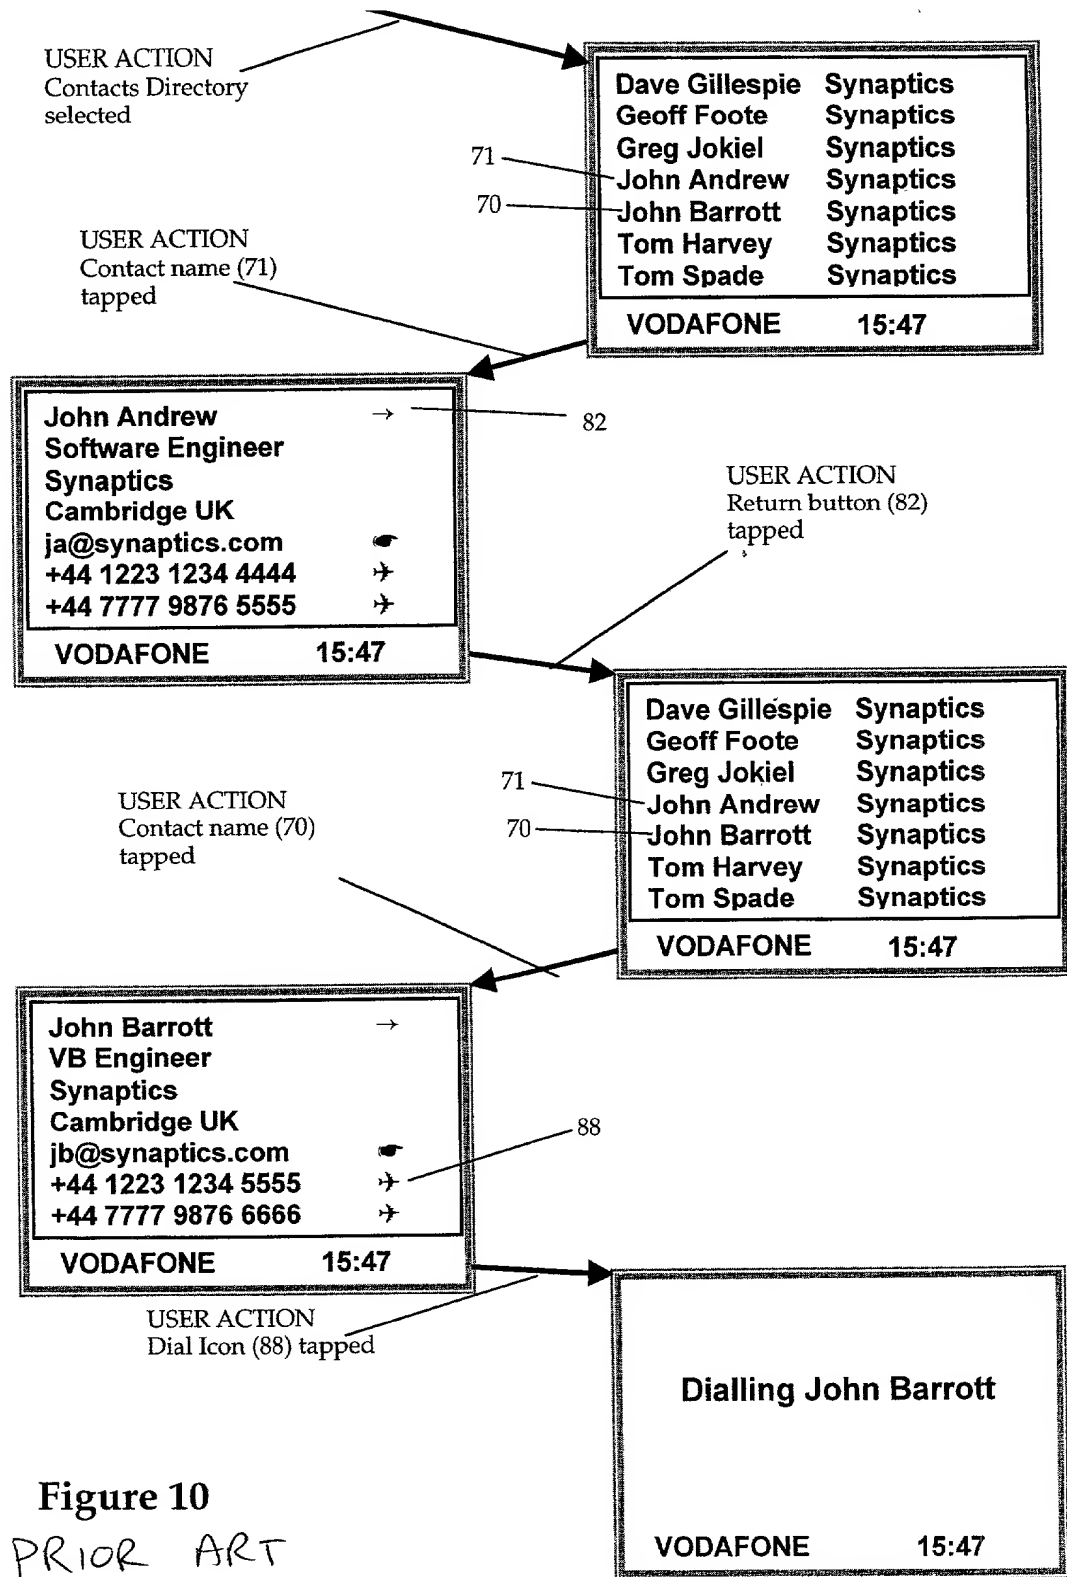 USER ACTION
Contacts Directory
selected
Dave Gillespie Synaptics
Geoff Foote Synaptics
Greg Jokiel Synaptics
71
John Andrew Synaptics
70
John Barrott Synaptics
Tom Harvey Synaptics
Tom Spade Synaptics
VODAFONE 15:47
USER ACTION
Contact name (71)
tapped
John Andrew →
82
Software Engineer
Synaptics
Cambridge UK
ja@synaptics.com
+44 1223 1234 4444
+44 7777 9876 5555
VODAFONE 15:47
USER ACTION
Return button (82)
tapped
Dave Gillespie Synaptics
Geoff Foote Synaptics
Greg Jokiel Synaptics
71
John Andrew Synaptics
70
John Barrott Synaptics
Tom Harvey Synaptics
Tom Spade Synaptics
VODAFONE 15:47
USER ACTION
Contact name (70)
tapped
John Barrott →
VB Engineer
Synaptics
Cambridge UK
jb@synaptics.com
88
+44 1223 1234 5555
+44 7777 9876 6666
VODAFONE 15:47
USER ACTION
Dial Icon (88) tapped
Dialling John Barrott
VODAFONE 15:47
Figure 10
PRIOR ART